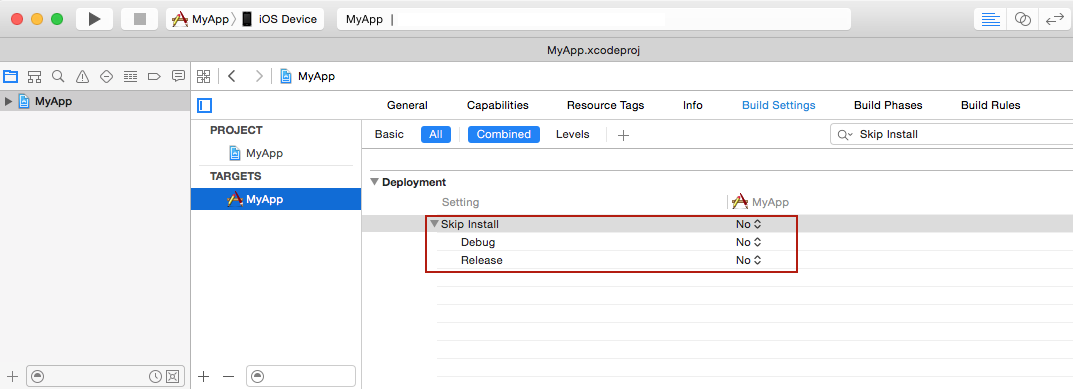 MyApp iOS Device MyApp |
MyApp.xcodeproj
MyApp
MyApp
General Capabilities Resource Tags Info Build Settings Build Phases Build Rules
PROJECT
MyApp
TARGETS
MyApp
Basic All Combined Levels + Skip Install
Deployment
Setting MyApp
Skip Install No
Debug No
Release No